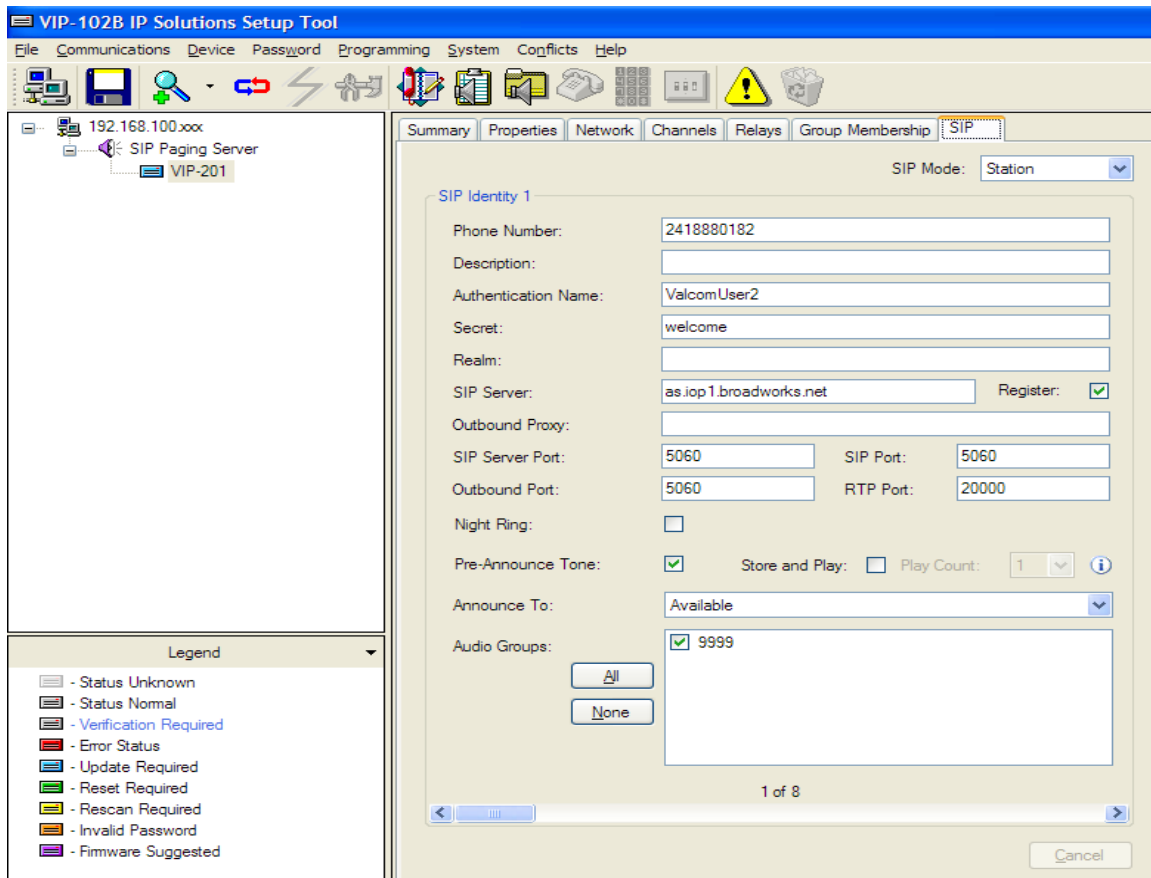 VIP-102B IP Solutions Setup Tool
File Communications Device Password Programming System Conflicts Help
192.168.100.xxx
SIP Paging Server
VIP-201
Summary Properties Network Channels Relays Group Membership SIP
SIP Mode: Station
SIP Identity 1
Phone Number: 2418880182
Description:
Authentication Name: ValcomUser2
Secret: welcome
Realm:
SIP Server: as.iop1.broadworks.net Register:
Outbound Proxy:
SIP Server Port: 5060 SIP Port: 5060
Outbound Port: 5060 RTP Port: 20000
Night Ring:
Pre-Announce Tone: Store and Play: Play Count: 1
Announce To: Available
Audio Groups: 9999
All
None
1 of 8
Cancel
Legend
- Status Unknown
- Status Normal
- Verification Required
- Error Status
- Update Required
- Reset Required
- Rescan Required
- Invalid Password
- Firmware Suggested